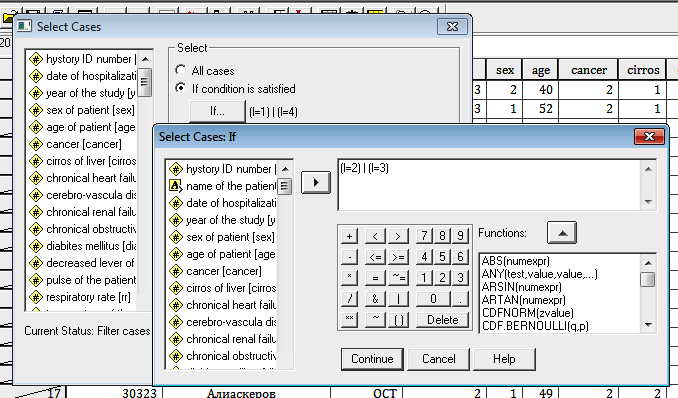 Select Cases
20
hystory ID number [
date of hospitalizati
year of the study [y
sex of patient [sex]
age of patient [age
cancer [cancer]
cirros of liver [cirros
chronical heart failu
cerebro-vascula dis
chronical renal failu
chronical obstructiv
diabites mellitus [dia
decreased lever of
pulse of the patient
respiratory rate [rr]
Current Status: Filter cases
Select
All cases
If condition is satisfied
If... (l=1) | (l=4)
sex age cancer cirros
3 2 40 2 1
3 1 52 2 1
Select Cases: If
hystory ID number [
name of the patient
date of hospitalizati
year of the study [y
sex of patient [sex]
age of patient [age
cancer [cancer]
cirros of liver [cirros
chronical heart failu
cerebro-vascula dis
chronical renal failu
chronical obstructiv
(l=2) | (l=3)
+ < > 7 8 9
- <= >= 4 5 6
* = ~= 1 2 3
/ & | 0 .
** ~ ( ) Delete
Functions:
ABS(numexpr)
ANY(test,value,value,...)
ARSIN(numexpr)
ARTAN(numexpr)
CDFNORM(zvalue)
CDF.BERNOULLI(q,p)
Continue Cancel Help
17 30323 Алиаскеров ОСТ 2 1 49 2 2